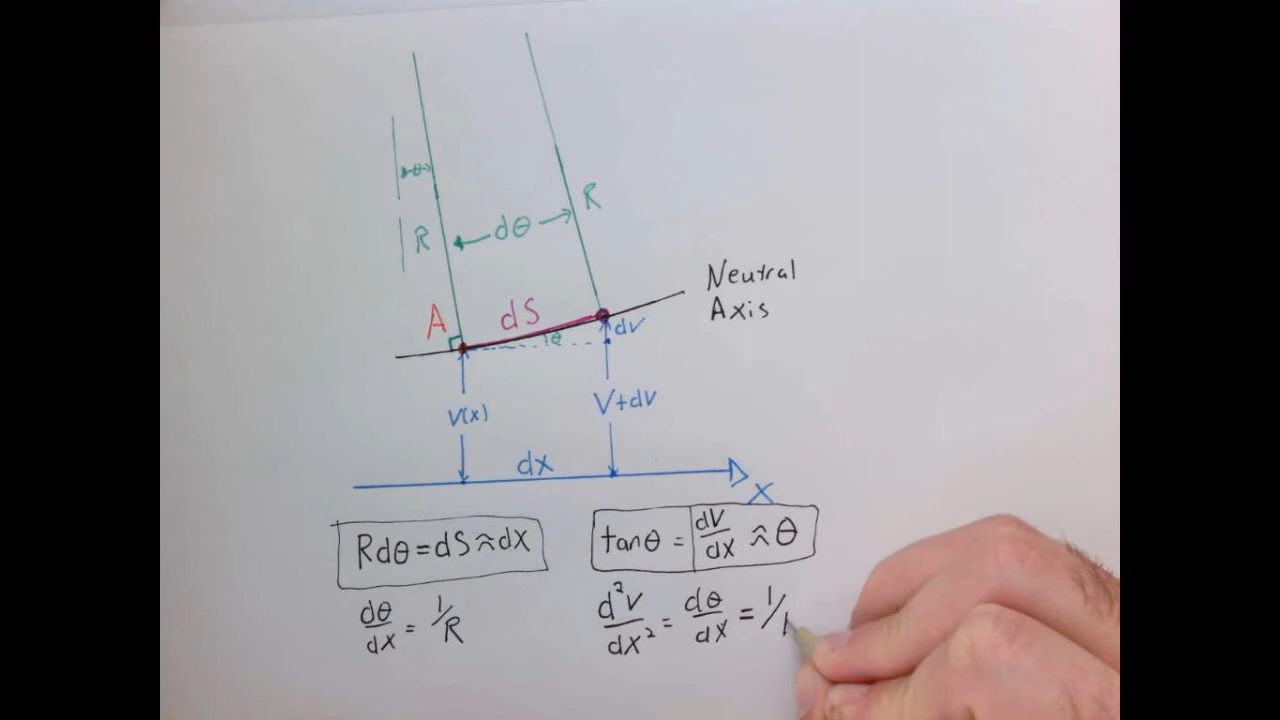 θ
R
dθ
R
Neutral
Axis
A
dS
dV
θ
V(x)
V+dV
dx
X
Rdθ = dS ≈ dx
tanθ = dV/dx ≈ θ
dθ/dx = 1/R
d²V/dx² = dθ/dx = 1/